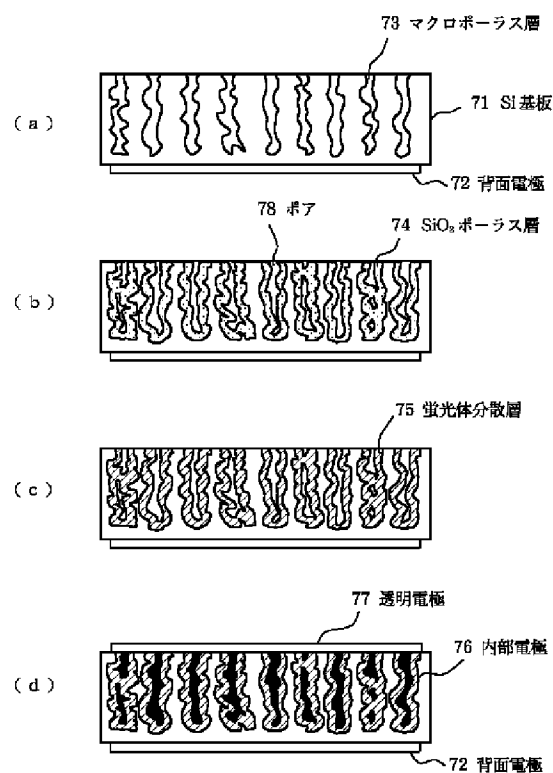 73 マクロポーラス層
71 Si基板
(a)
72 背面電極
78 ポア
74 SiO₂ポーラス層
(b)
75 蛍光体分散層
(c)
77 透明電極
76 内部電極
(d)
72 背面電極